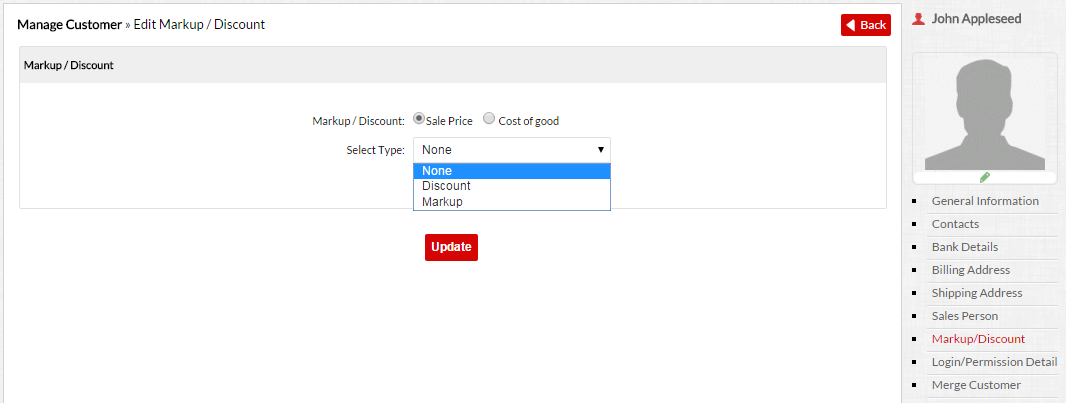 Manage Customer » Edit Markup / Discount
Back
Markup / Discount
Markup / Discount: Sale Price Cost of good
Select Type: None
None
Discount
Markup
Update
John Appleseed
General Information
Contacts
Bank Details
Billing Address
Shipping Address
Sales Person
Markup/Discount
Login/Permission Detail
Merge Customer